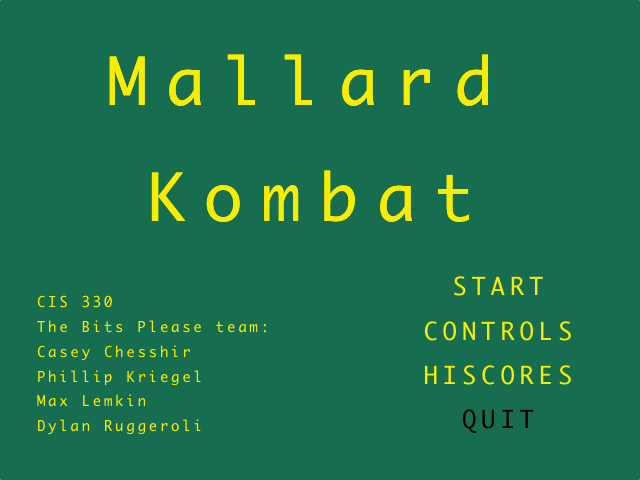 Mallard
Kombat
CIS 330
The Bits Please team:
Casey Chesshir
Phillip Kriegel
Max Lemkin
Dylan Ruggeroli
START
CONTROLS
HISCORES
QUIT